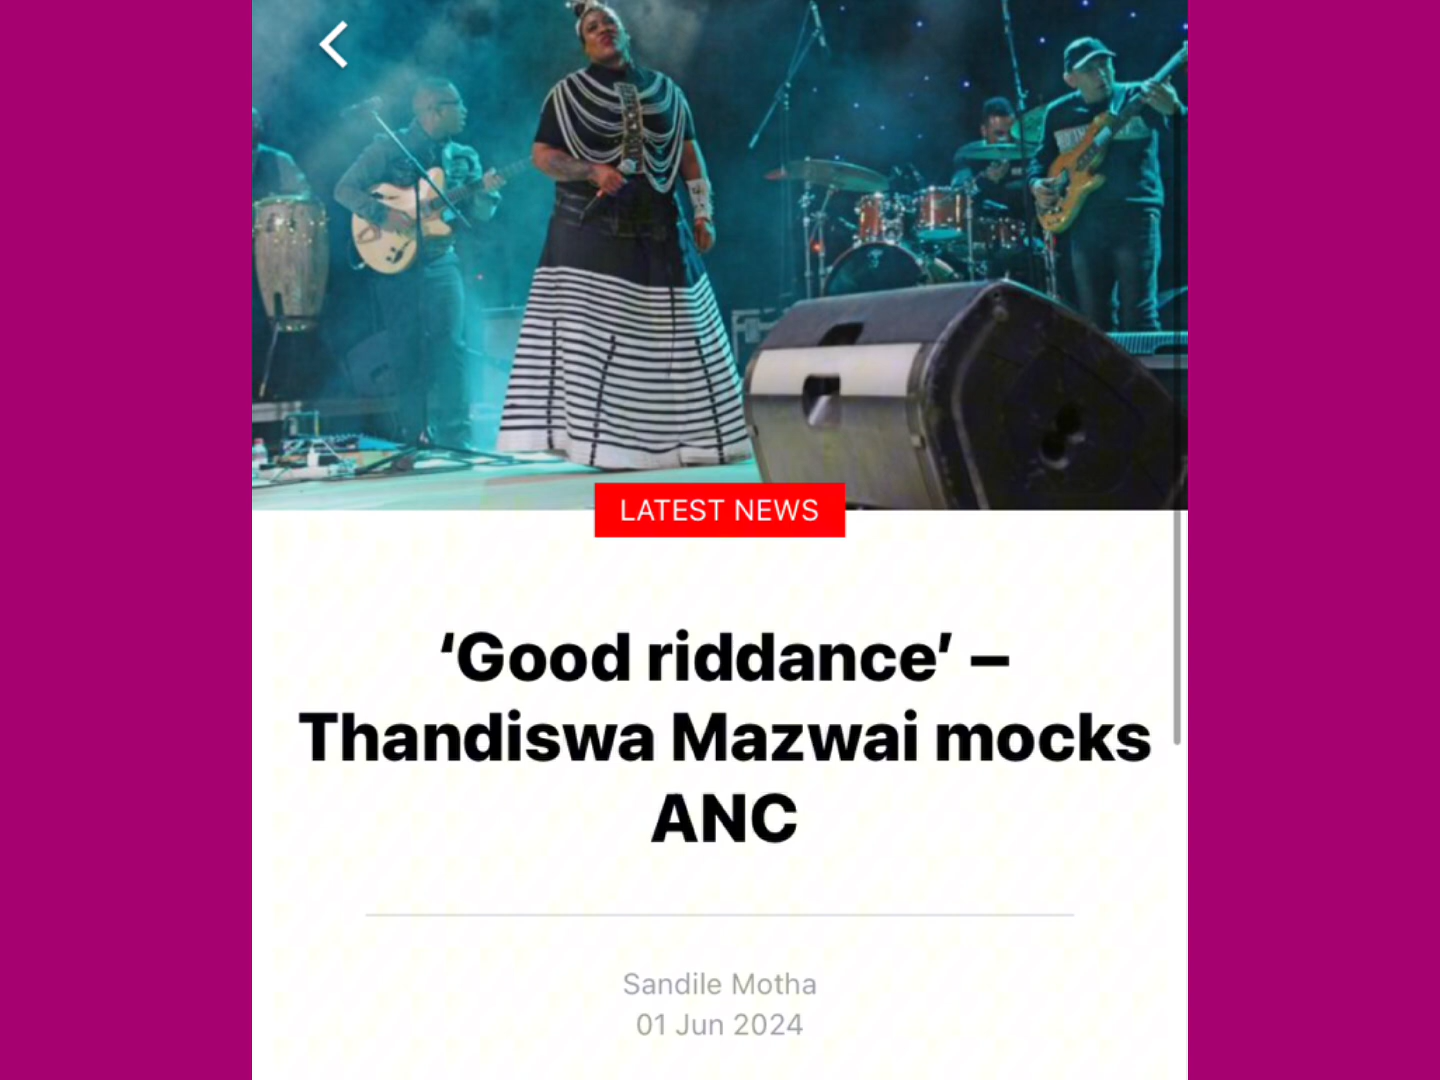 LATEST NEWS
‘Good riddance’ –
Thandiswa Mazwai mocks
ANC
Sandile Motha
01 Jun 2024